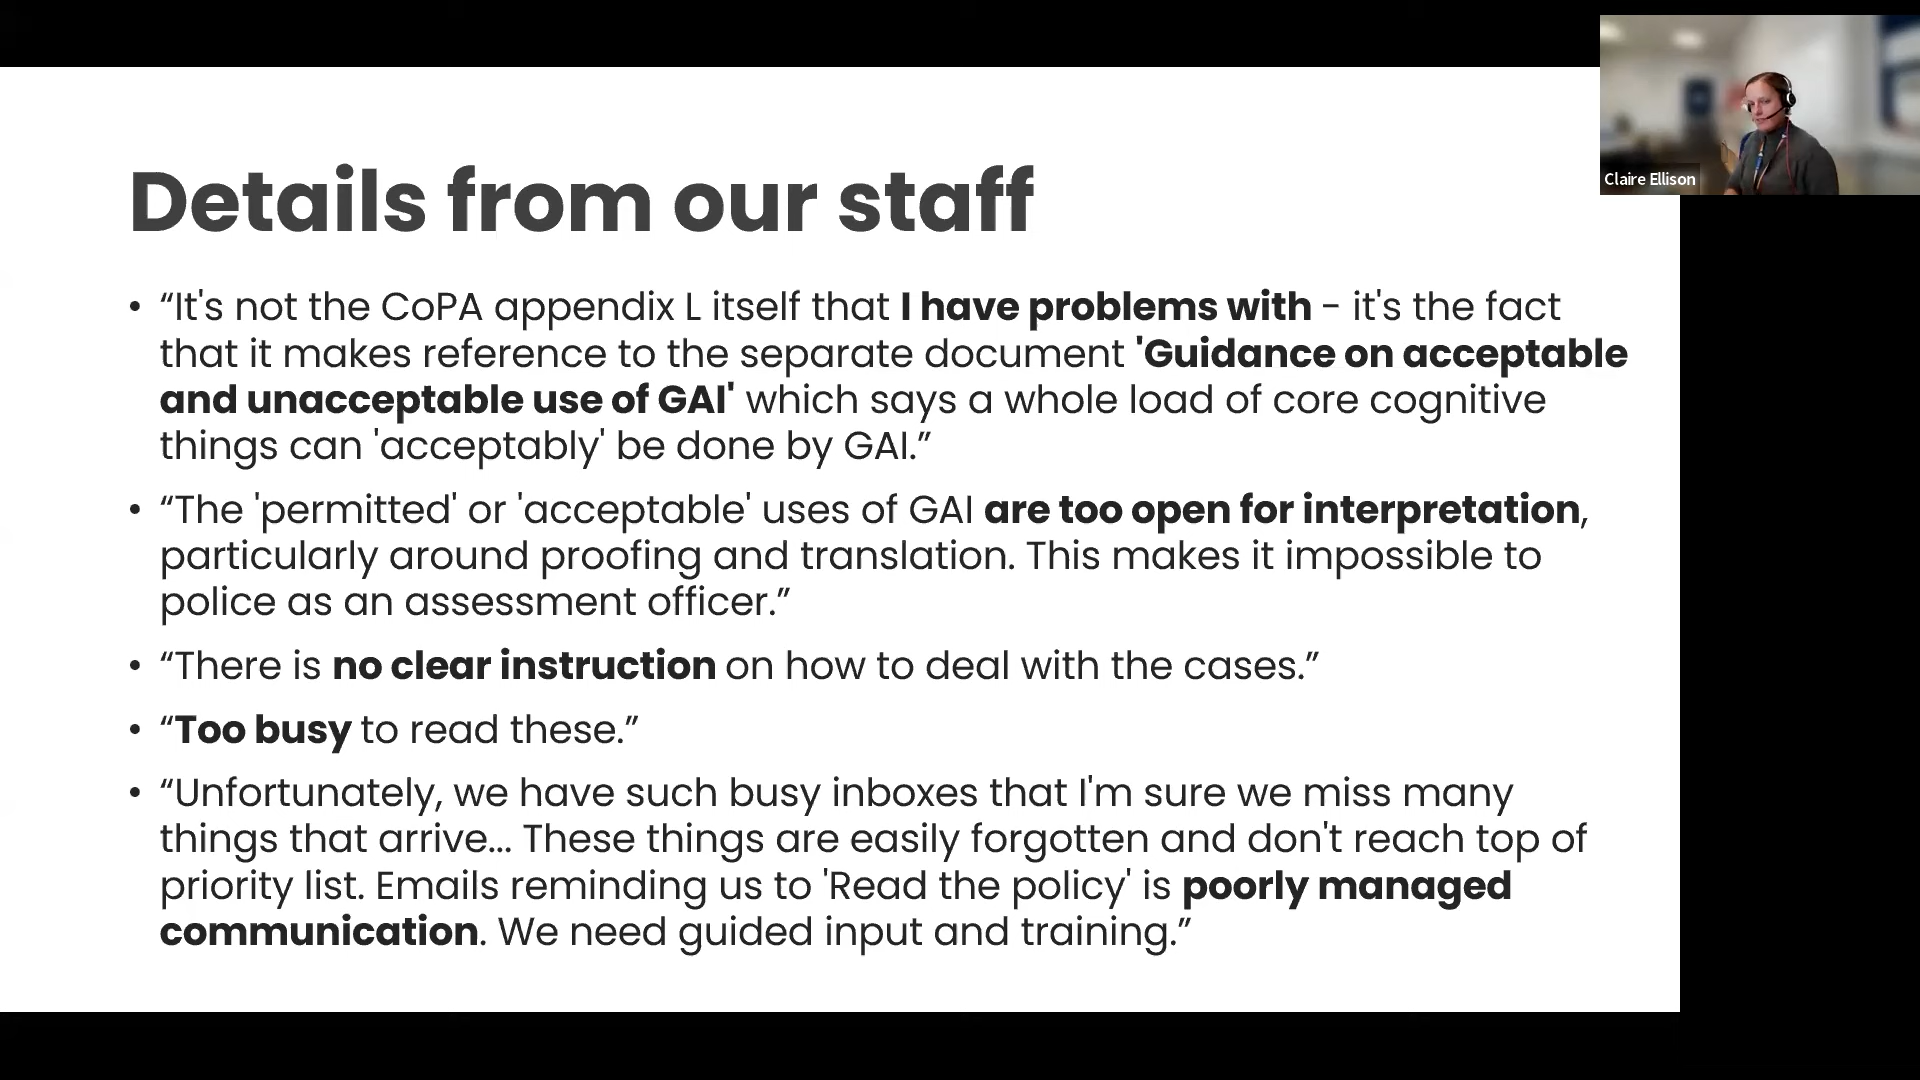 Claire Ellison
Details from our staff
• “It's not the CoPA appendix L itself that I have problems with - it's the fact
that it makes reference to the separate document 'Guidance on acceptable
and unacceptable use of GAI' which says a whole load of core cognitive
things can 'acceptably' be done by GAI.”
• “The 'permitted' or 'acceptable' uses of GAI are too open for interpretation,
particularly around proofing and translation. This makes it impossible to
police as an assessment officer.”
• “There is no clear instruction on how to deal with the cases.”
• “Too busy to read these.”
• “Unfortunately, we have such busy inboxes that I'm sure we miss many
things that arrive... These things are easily forgotten and don't reach top of
priority list. Emails reminding us to 'Read the policy' is poorly managed
communication. We need guided input and training.”